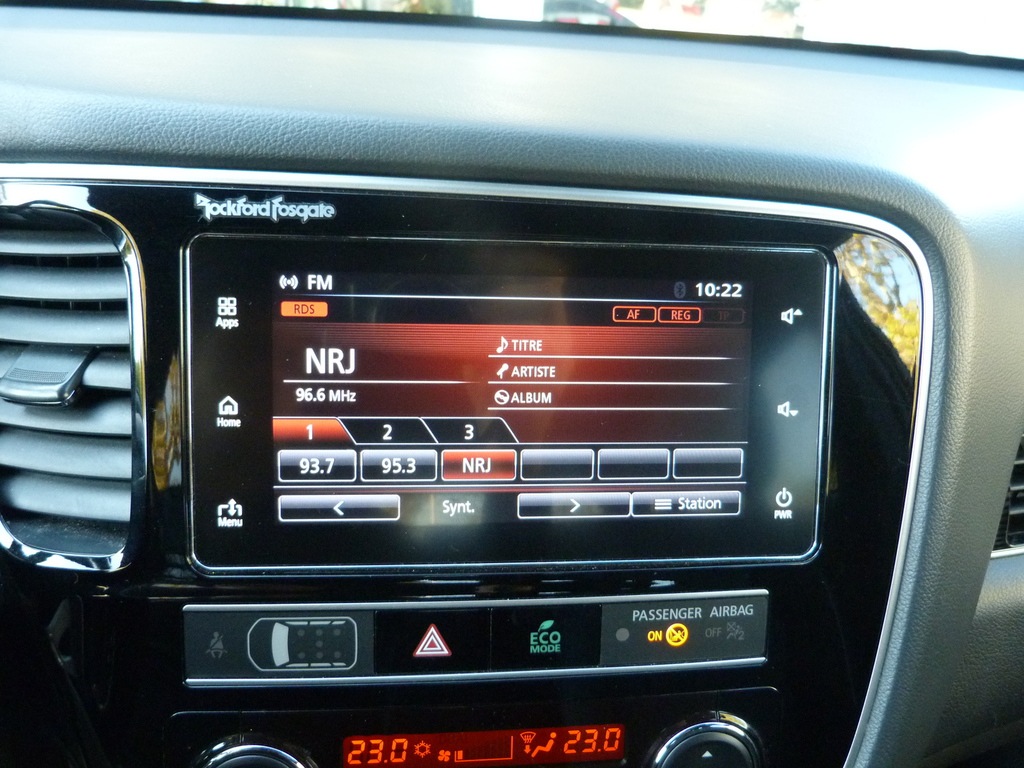 Rockford Fosgate
FM 10:22
RDS AF REG TP
Apps
NRJ TITRE
ARTISTE
96.6 MHz ALBUM
Home
1 2 3
93.7 95.3 NRJ
< Synt. > Station
Menu PWR
PASSENGER AIRBAG
ECO MODE ON OFF
23.0 23.0